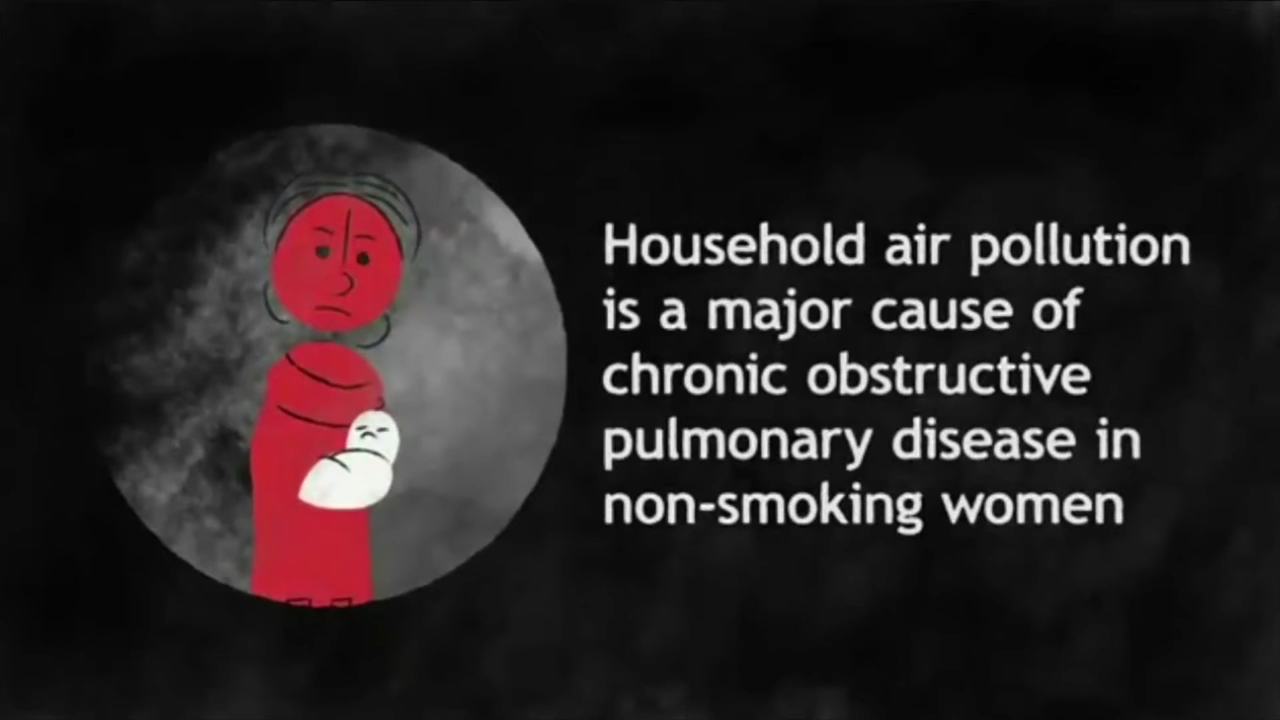 Household air pollution
is a major cause of
chronic obstructive
pulmonary disease in
non-smoking women